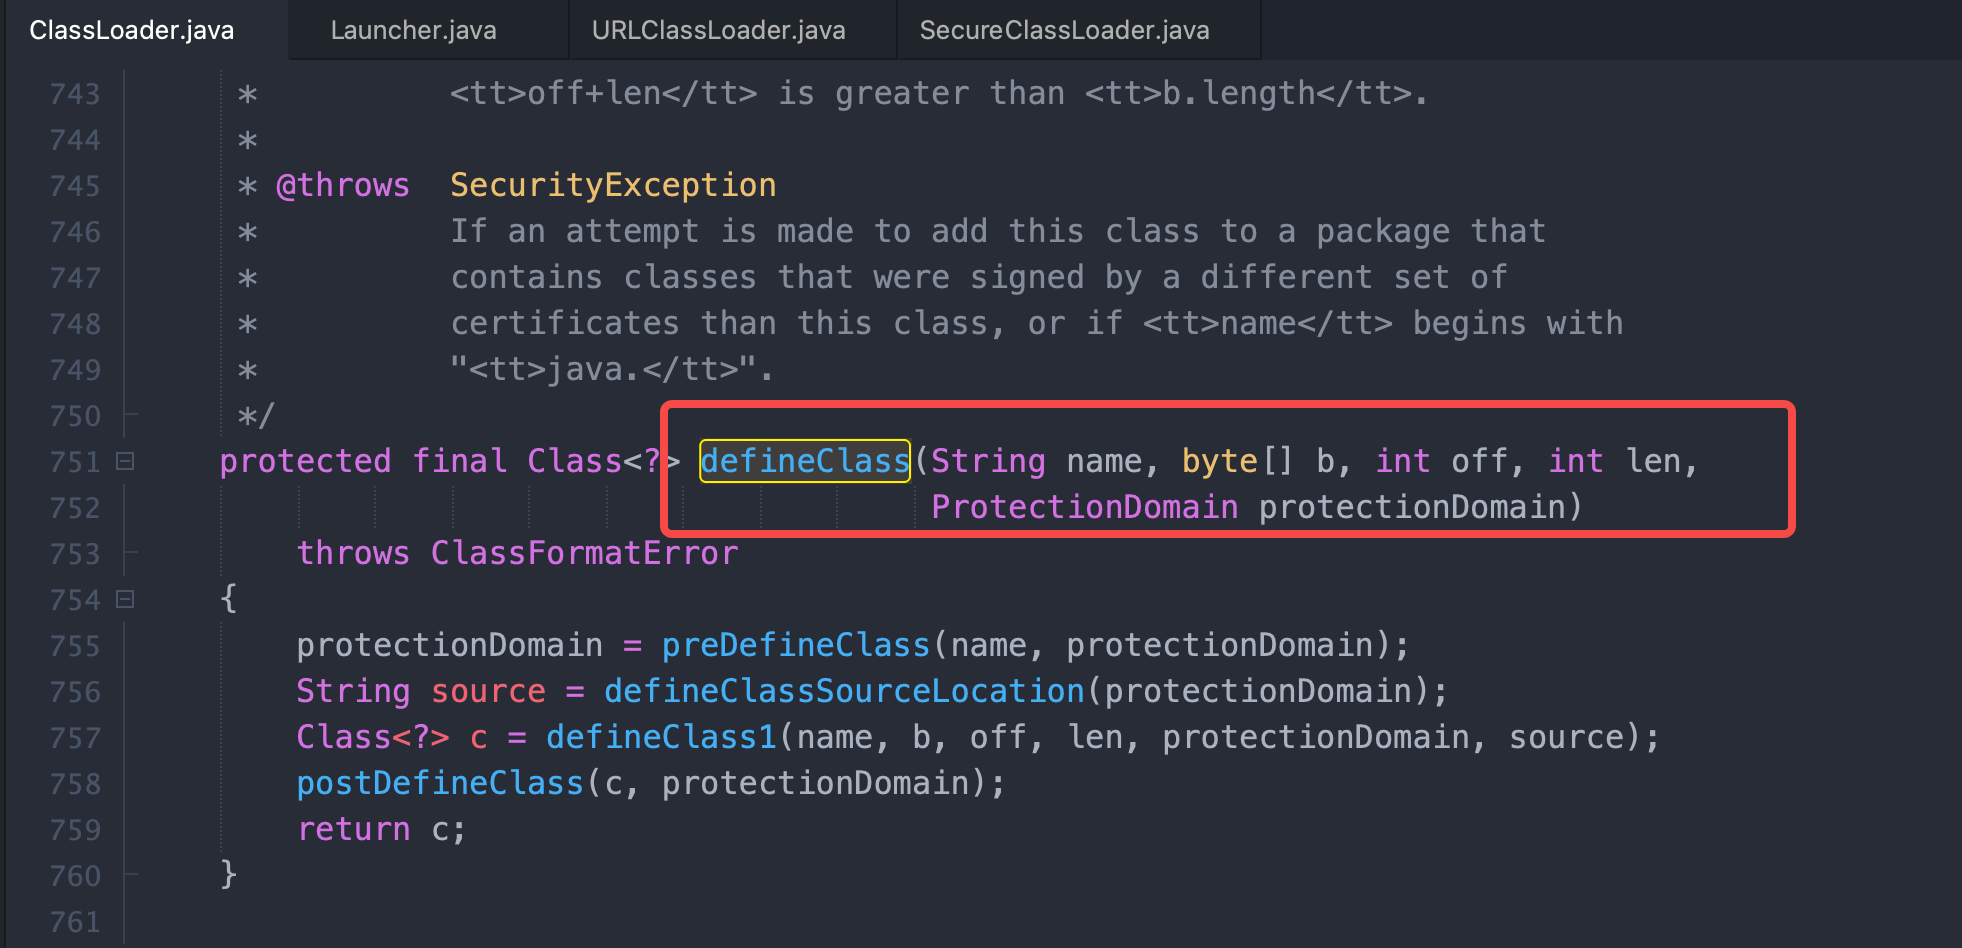 ClassLoader.java Launcher.java URLClassLoader.java SecureClassLoader.java
743 * <tt>off+len</tt> is greater than <tt>b.length</tt>.
744 *
745 * @throws SecurityException
746 * If an attempt is made to add this class to a package that
747 * contains classes that were signed by a different set of
748 * certificates than this class, or if <tt>name</tt> begins with
749 * "<tt>java.</tt>".
750 */
751 protected final Class<?> defineClass(String name, byte[] b, int off, int len,
752 ProtectionDomain protectionDomain)
753 throws ClassFormatError
754 {
755 protectionDomain = preDefineClass(name, protectionDomain);
756 String source = defineClassSourceLocation(protectionDomain);
757 Class<?> c = defineClass1(name, b, off, len, protectionDomain, source);
758 postDefineClass(c, protectionDomain);
759 return c;
760 }
761